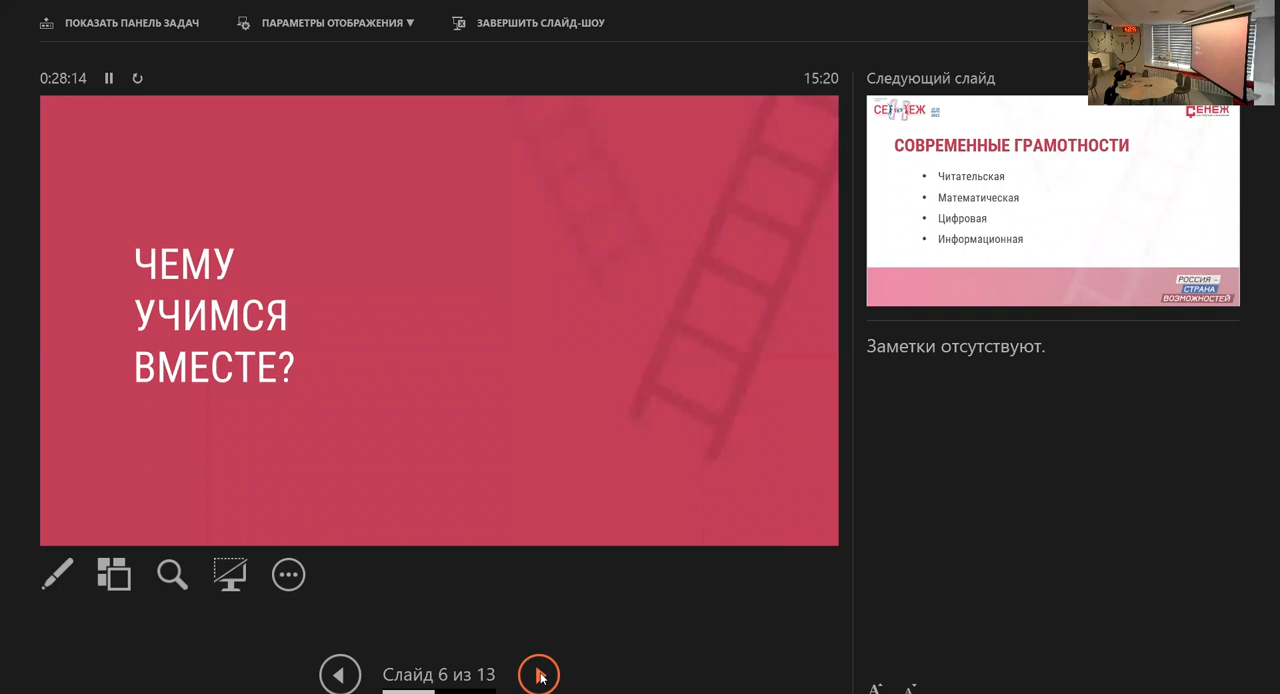 ПОКАЗАТЬ ПАНЕЛЬ ЗАДАЧ
ПАРАМЕТРЫ ОТОБРАЖЕНИЯ ▼
ЗАВЕРШИТЬ СЛАЙД-ШОУ
0:28:14
15:20
ЧЕМУ
УЧИМСЯ
ВМЕСТЕ?
Слайд 6 из 13
Следующий слайд
СЕНЕЖ
СОВРЕМЕННЫЕ ГРАМОТНОСТИ
• Читательская
• Математическая
• Цифровая
• Информационная
РОССИЯ –
СТРАНА
ВОЗМОЖНОСТЕЙ
Заметки отсутствуют.